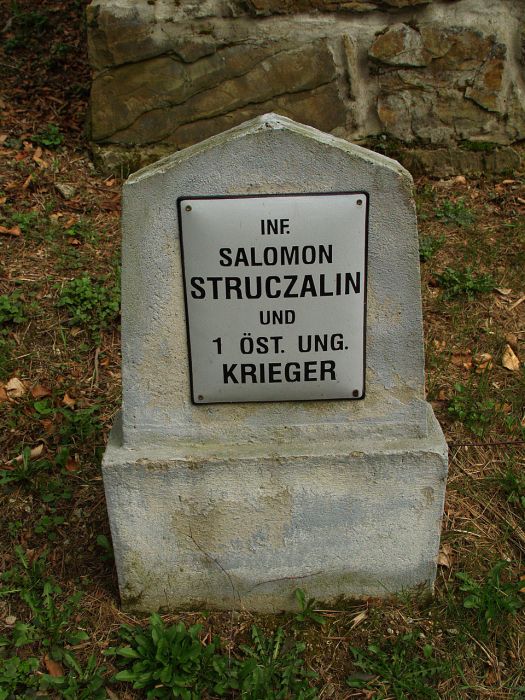 INF.
SALOMON
STRUCZALIN
UND
1 ÖST. UNG.
KRIEGER